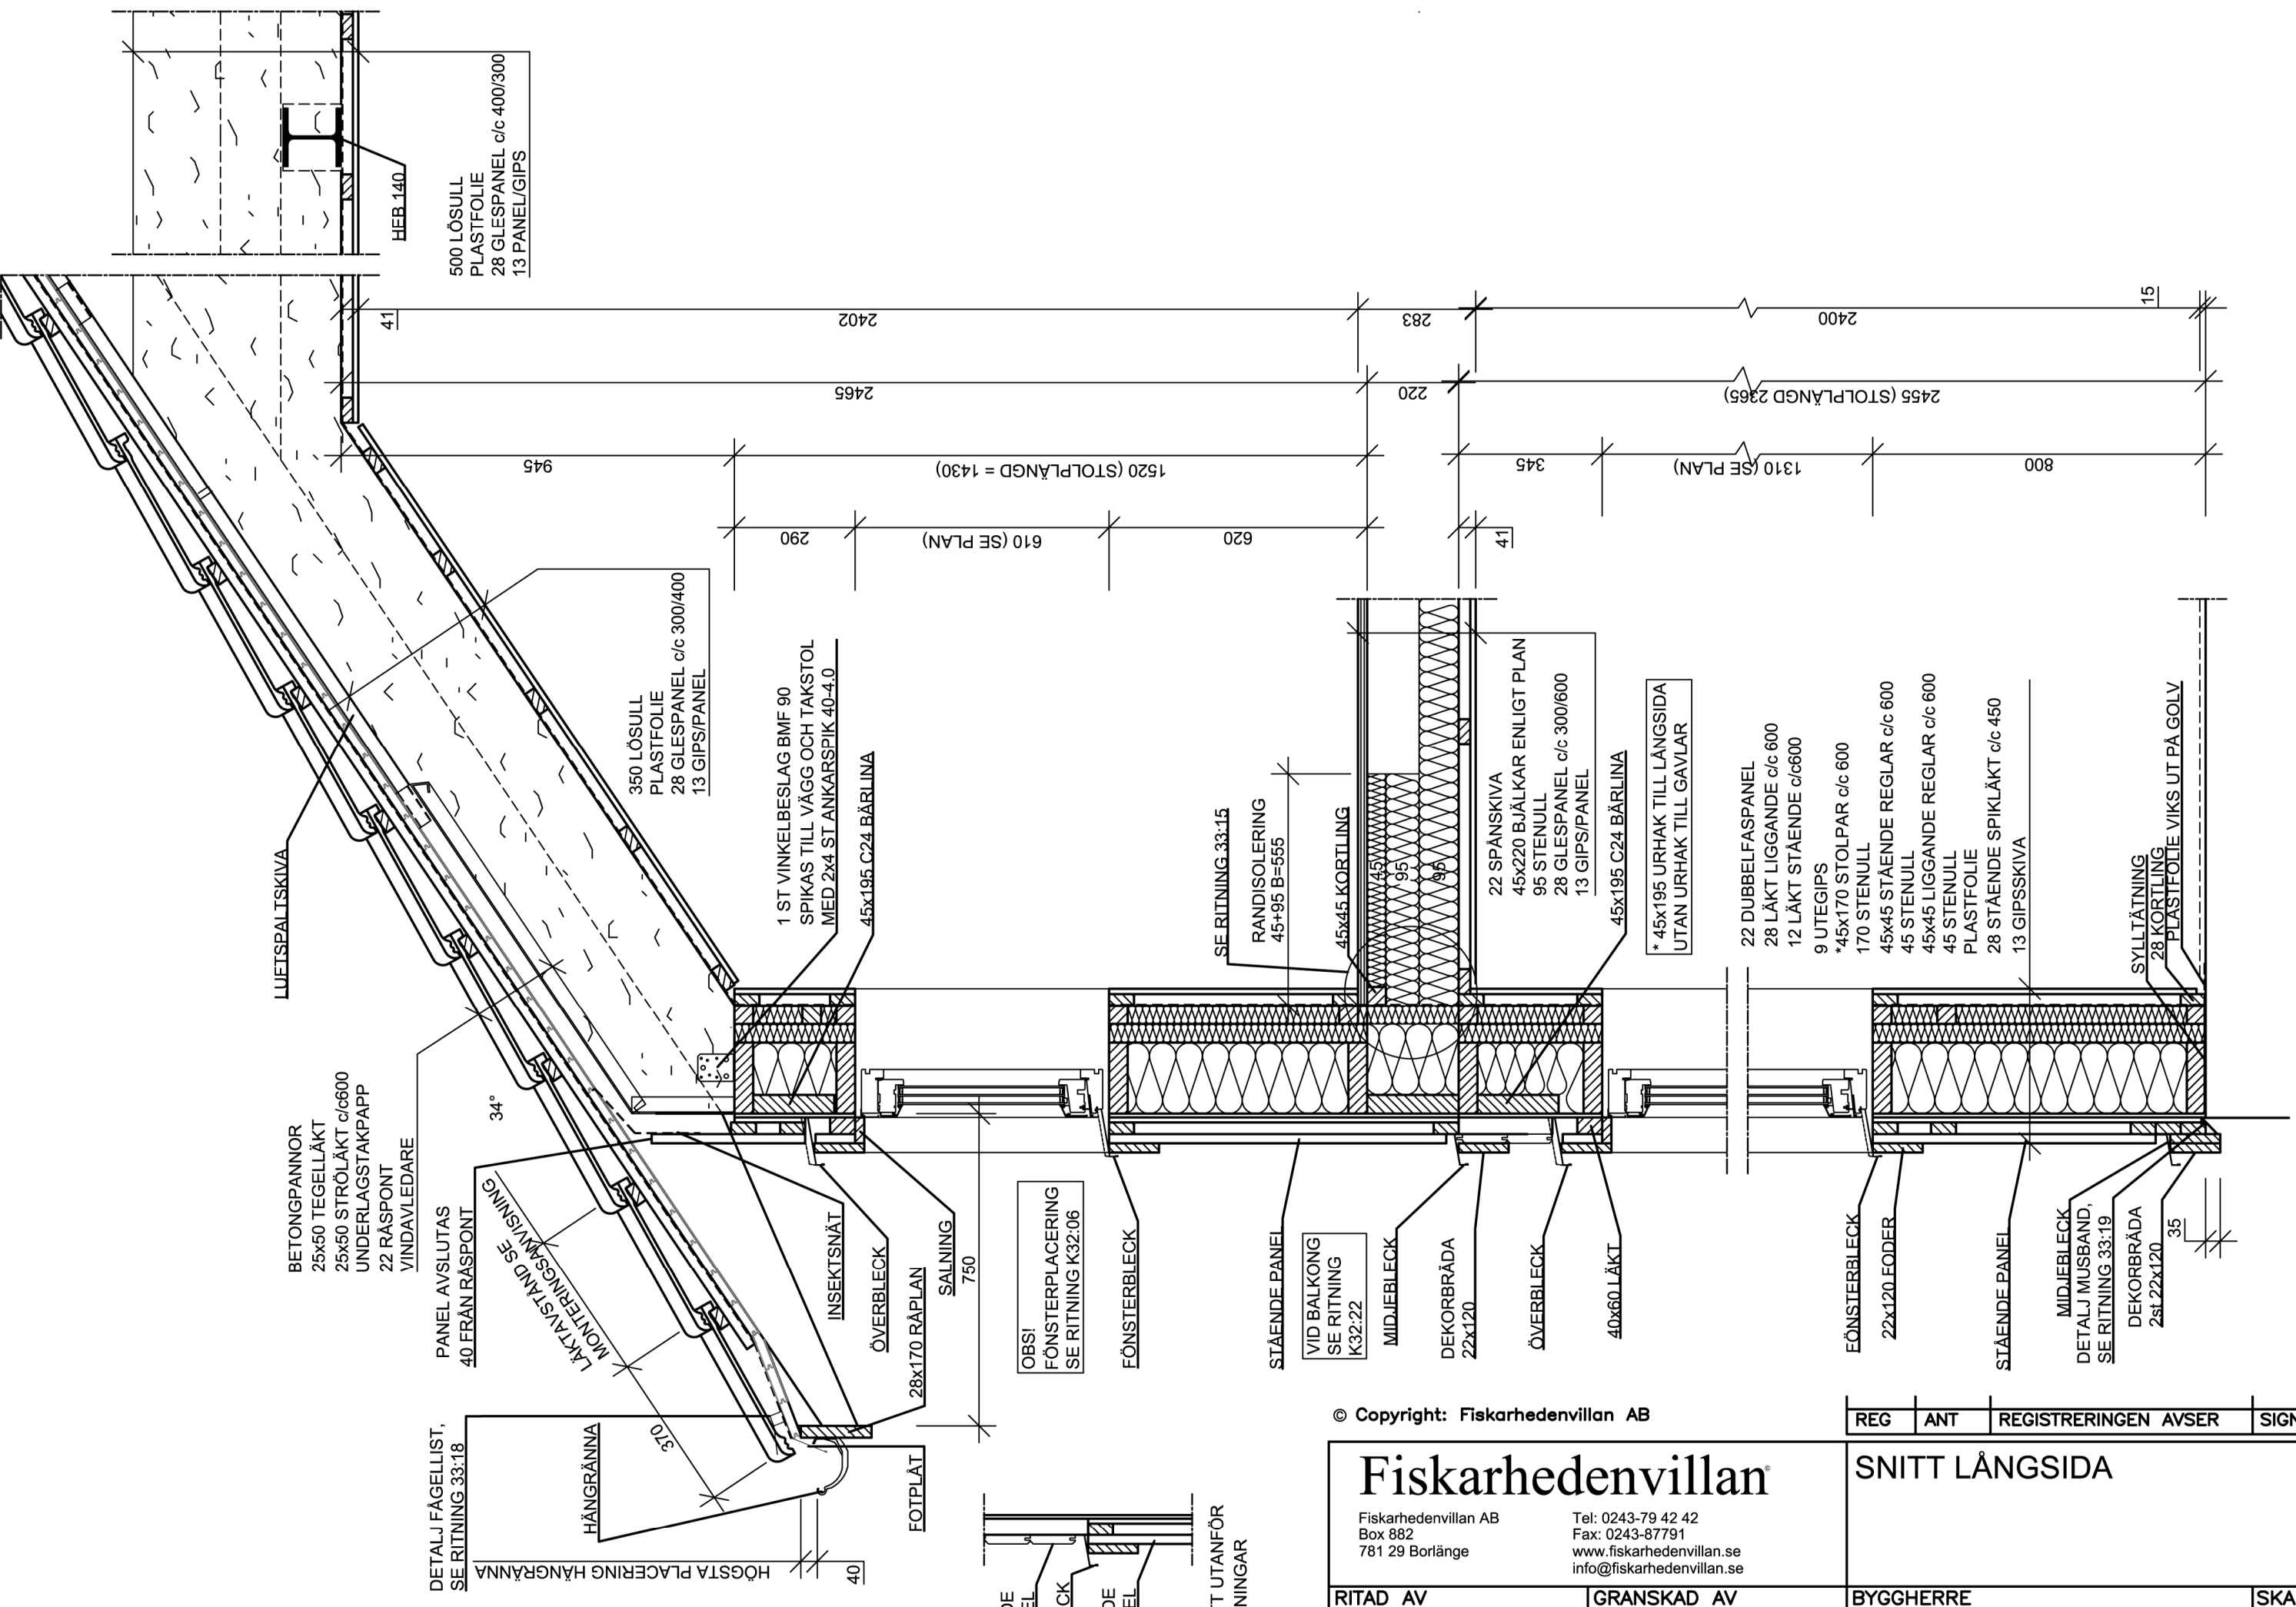 HEB 140
500 LÖSULL
PLASTFOLIE
28 GLESPANEL c/c 400/300
13 PANEL/GIPS
41
2402
283
2400
15
2465
220
2455 (STOLPLÄNGD 2365)
945
1520 (STOLPLÄNGD = 1430)
345
1310 (SE PLAN)
800
290
610 (SE PLAN)
620
41
LUFTSPALTSKIVA
350 LÖSULL
PLASTFOLIE
28 GLESPANEL c/c 300/400
13 GIPS/PANEL
1 ST VINKELBESLAG BMF 90
SPIKAS TILL VÄGG OCH TAKSTOL
MED 2x4 ST ANKARSPIK 40-4.0
45x195 C24 BÄRLINA
SE RITNING 33:15
RANDISOLERING
45+95 B=555
45x45 KORTLING
45
95
95
22 SPÅNSKIVA
45x220 BJÄLKAR ENLIGT PLAN
95 STENULL
28 GLESPANEL c/c 300/600
13 GIPS/PANEL
45x195 C24 BÄRLINA
* 45x195 URHAK TILL LÅNGSIDA
UTAN URHAK TILL GAVLAR
22 DUBBELFASPANEL
28 LÄKT LIGGANDE c/c 600
12 LÄKT STÅENDE c/c600
9 UTEGIPS
*45x170 STOLPAR c/c 600
170 STENULL
45x45 STÅENDE REGLAR c/c 600
45 STENULL
45x45 LIGGANDE REGLAR c/c 600
45 STENULL
PLASTFOLIE
28 STÅENDE SPIKLÄKT c/c 450
13 GIPSSKIVA
SYLLTÄTNING
28 KORTLING
PLASTFOLIE VIKS UT PÅ GOLV
BETONGPANNOR
25x50 TEGELLÄKT
25x50 STRÖLÄKT c/c600
UNDERLAGSTAKPAPP
22 RÅSPONT
VINDAVLEDARE
34°
PANEL AVSLUTAS
40 FRÅN RÅSPONT
LÄKTAVSTÅND SE
MONTERINGSANVISNING
370
DETALJ FÅGELLIST,
SE RITNING 33:18
HÄNGRÄNNA
HÖGSTA PLACERING HÄNGRÄNNA
40
INSEKTSNÄT
ÖVERBLECK
28x170 RÅPLAN
FOTPLÅT
SALNING
750
OBS!
FÖNSTERPLACERING
SE RITNING K32:06
FÖNSTERBLECK
STÅENDE PANEL
VID BALKONG
SE RITNING
K32:22
MIDJEBLECK
DEKORBRÄDA
22x120
ÖVERBLECK
40x60 LÄKT
FÖNSTERBLECK
22x120 FODER
STÅENDE PANEL
MIDJEBLECK
DETALJ MUSBAND,
SE RITNING 33:19
DEKORBRÄDA
2st 22x120
35
DE
EL
CK
DE
EL
TT UTANFÖR
NINGAR
© Copyright: Fiskarhedenvillan AB
REG ANT REGISTRERINGEN AVSER SIGN
Fiskarhedenvillan
Fiskarhedenvillan AB
Box 882
781 29 Borlänge
Tel: 0243-79 42 42
Fax: 0243-87791
www.fiskarhedenvillan.se
info@fiskarhedenvillan.se
SNITT LÅNGSIDA
RITAD AV
GRANSKAD AV
BYGGHERRE
SKA